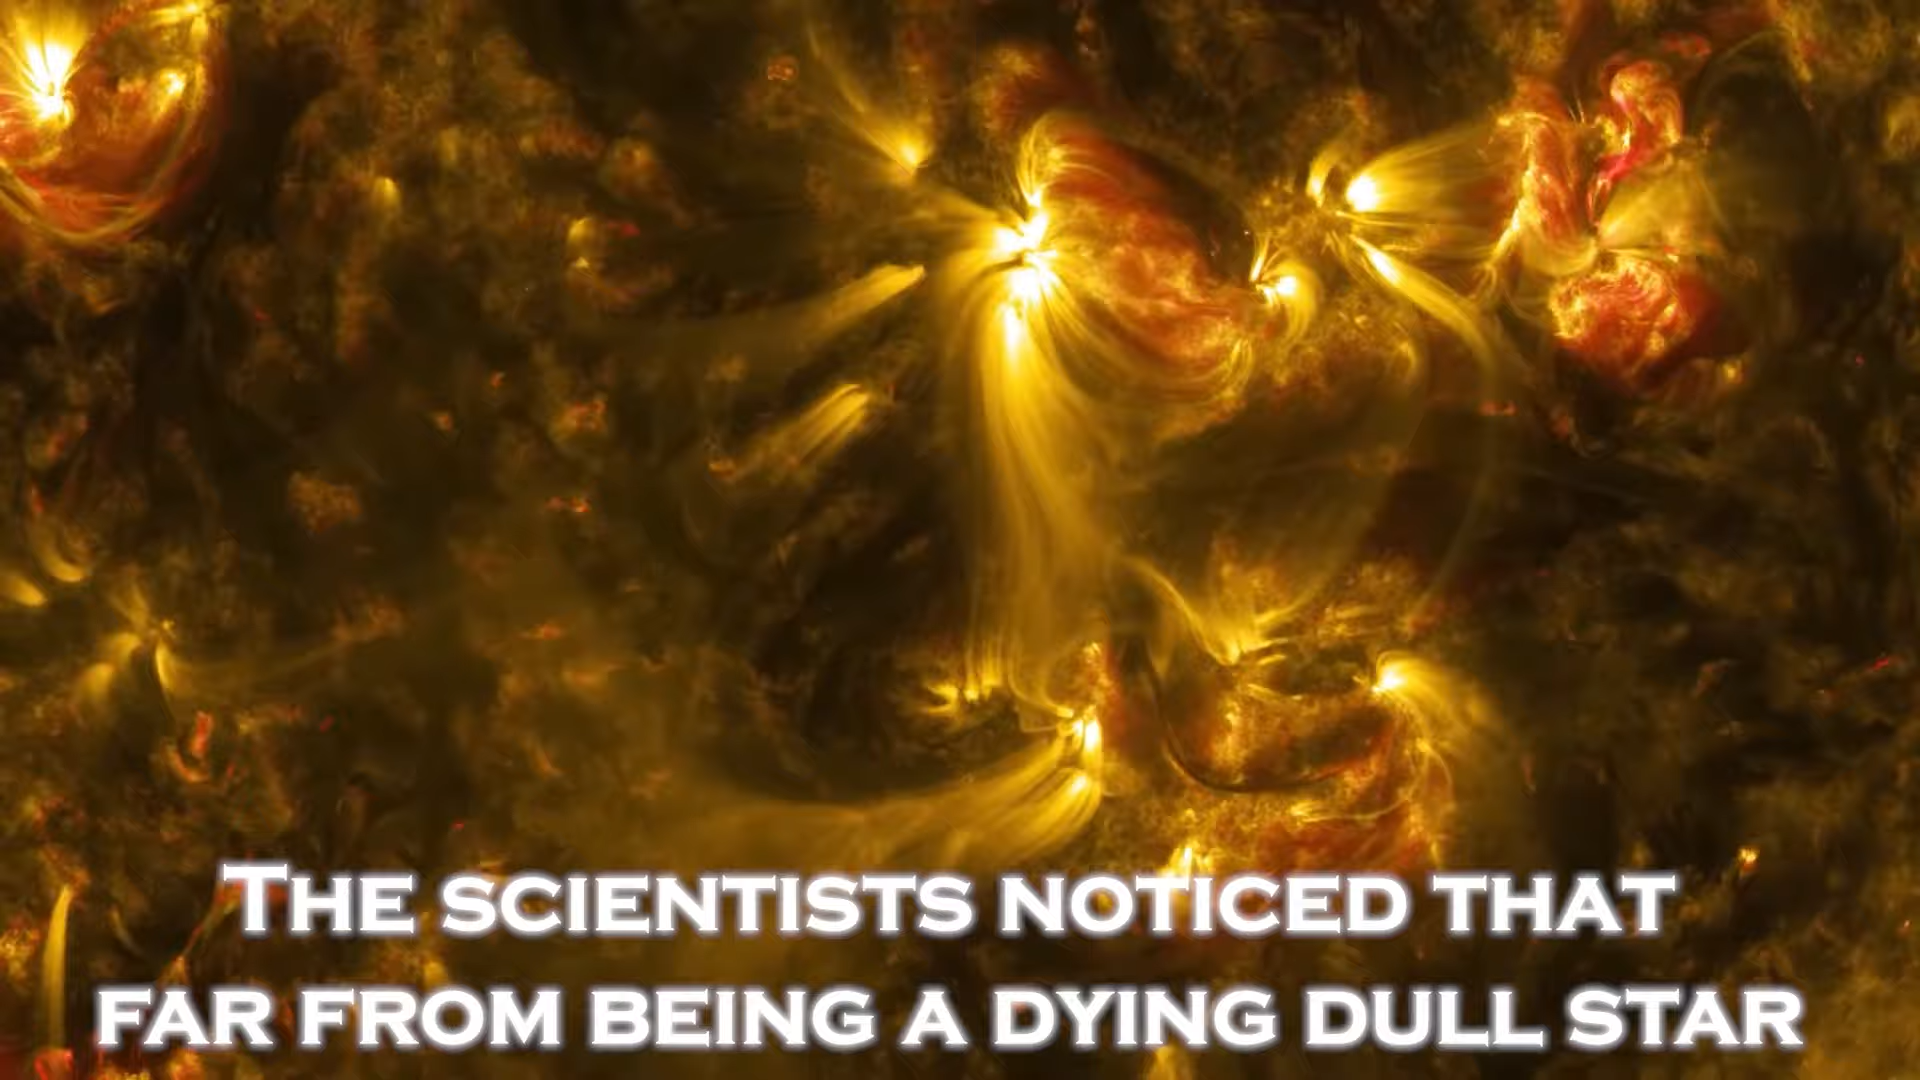 The scientists noticed that
far from being a dying dull star